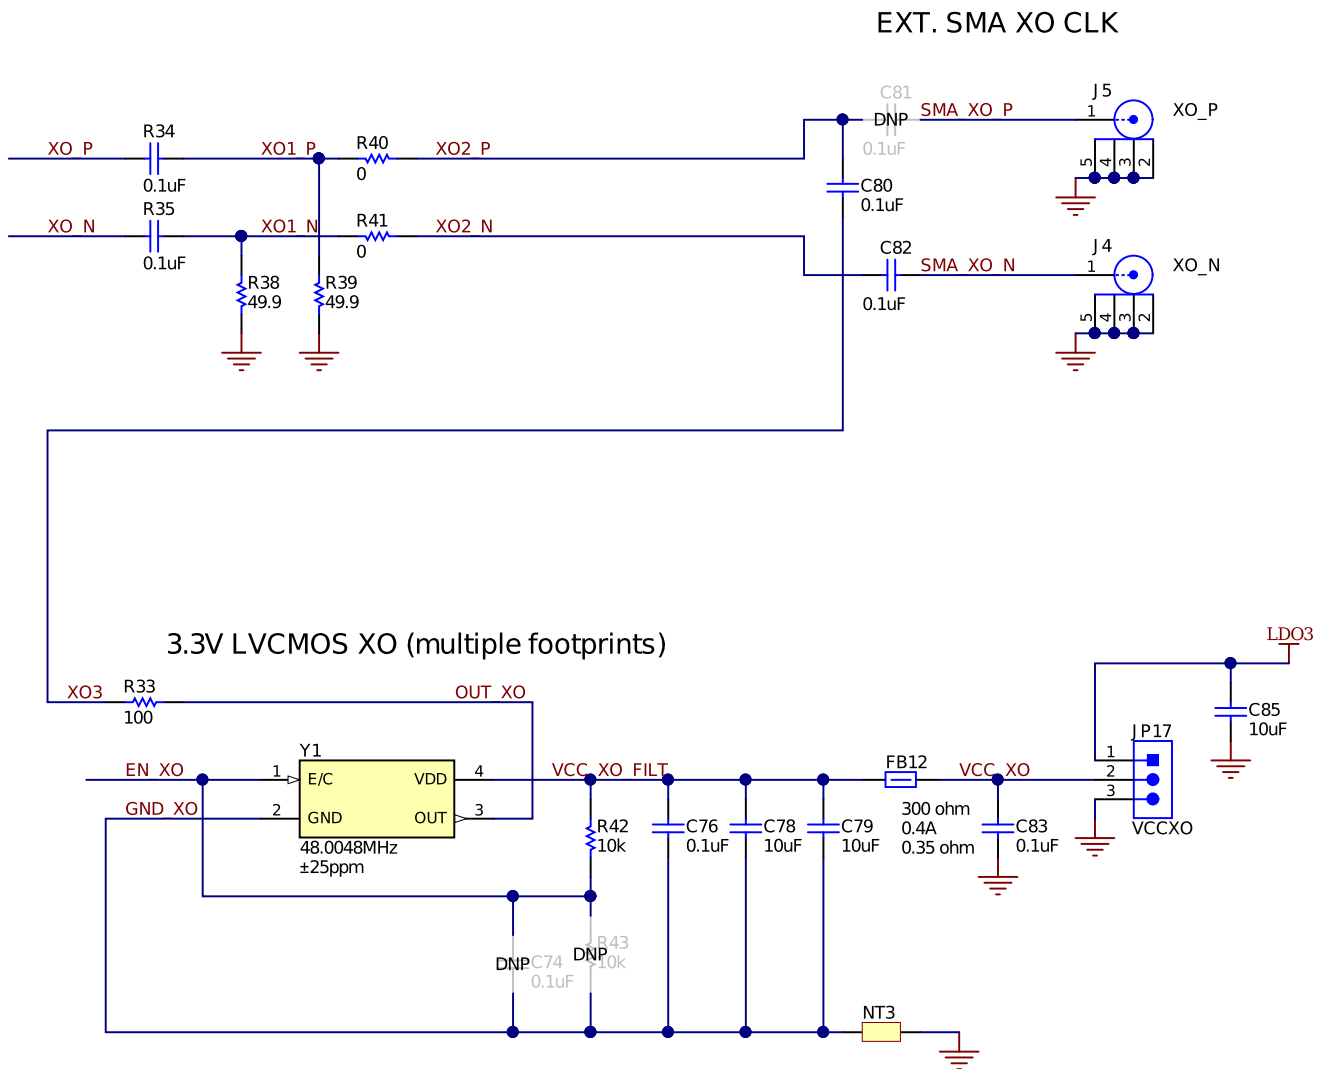 EXT. SMA XO CLK
C81
DNP
0.1uF
SMA_XO_P
J5
1
XO_P
5
4
3
2
XO_P
R34
0.1uF
XO1_P
R40
0
XO2_P
C80
0.1uF
XO_N
R35
0.1uF
XO1_N
R41
0
XO2_N
C82
0.1uF
SMA_XO_N
J4
1
XO_N
5
4
3
2
R38
49.9
R39
49.9
3.3V LVCMOS XO (multiple footprints)
LDO3
XO3
R33
100
OUT_XO
C85
10uF
Y1
EN_XO
1
E/C
VDD
4
GND_XO
2
GND
OUT
3
48.0048MHz
±25ppm
VCC_XO_FILT
FB12
300 ohm
0.4A
0.35 ohm
VCC_XO
JP17
1
2
3
VCCXO
R42
10k
C76
0.1uF
C78
10uF
C79
10uF
C83
0.1uF
DNP
C74
0.1uF
DNP
R43
10k
NT3